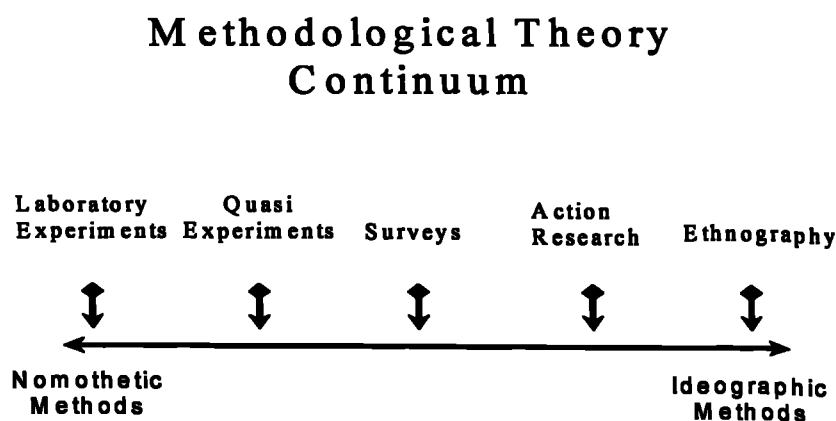 Methodological Theory
Continuum
Laboratory
Experiments
Quasi
Experiments
Surveys
Action
Research
Ethnography
Nomothetic
Methods
Ideographic
Methods